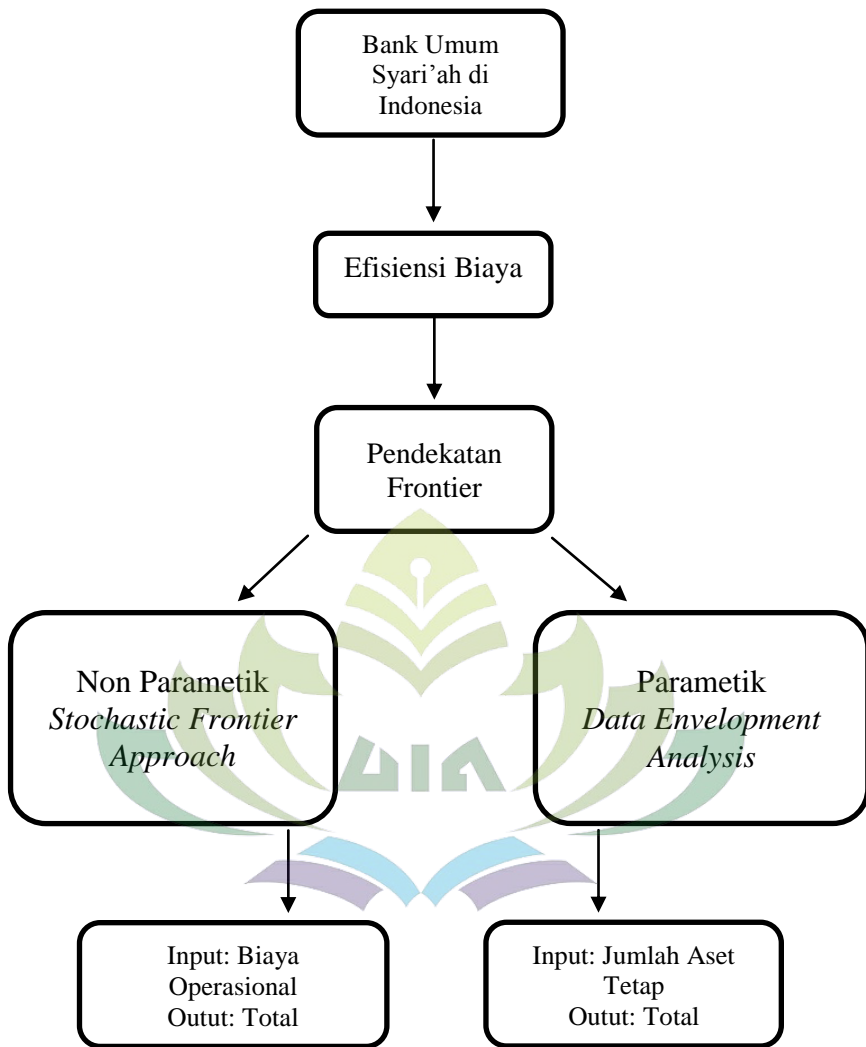 Bank Umum
Syari’ah di
Indonesia
Efisiensi Biaya
Pendekatan
Frontier
Non Parametik
Stochastic Frontier
Approach
Parametik
Data Envelopment
Analysis
UIN
Input: Biaya
Operasional
Outut: Total
Input: Jumlah Aset
Tetap
Outut: Total